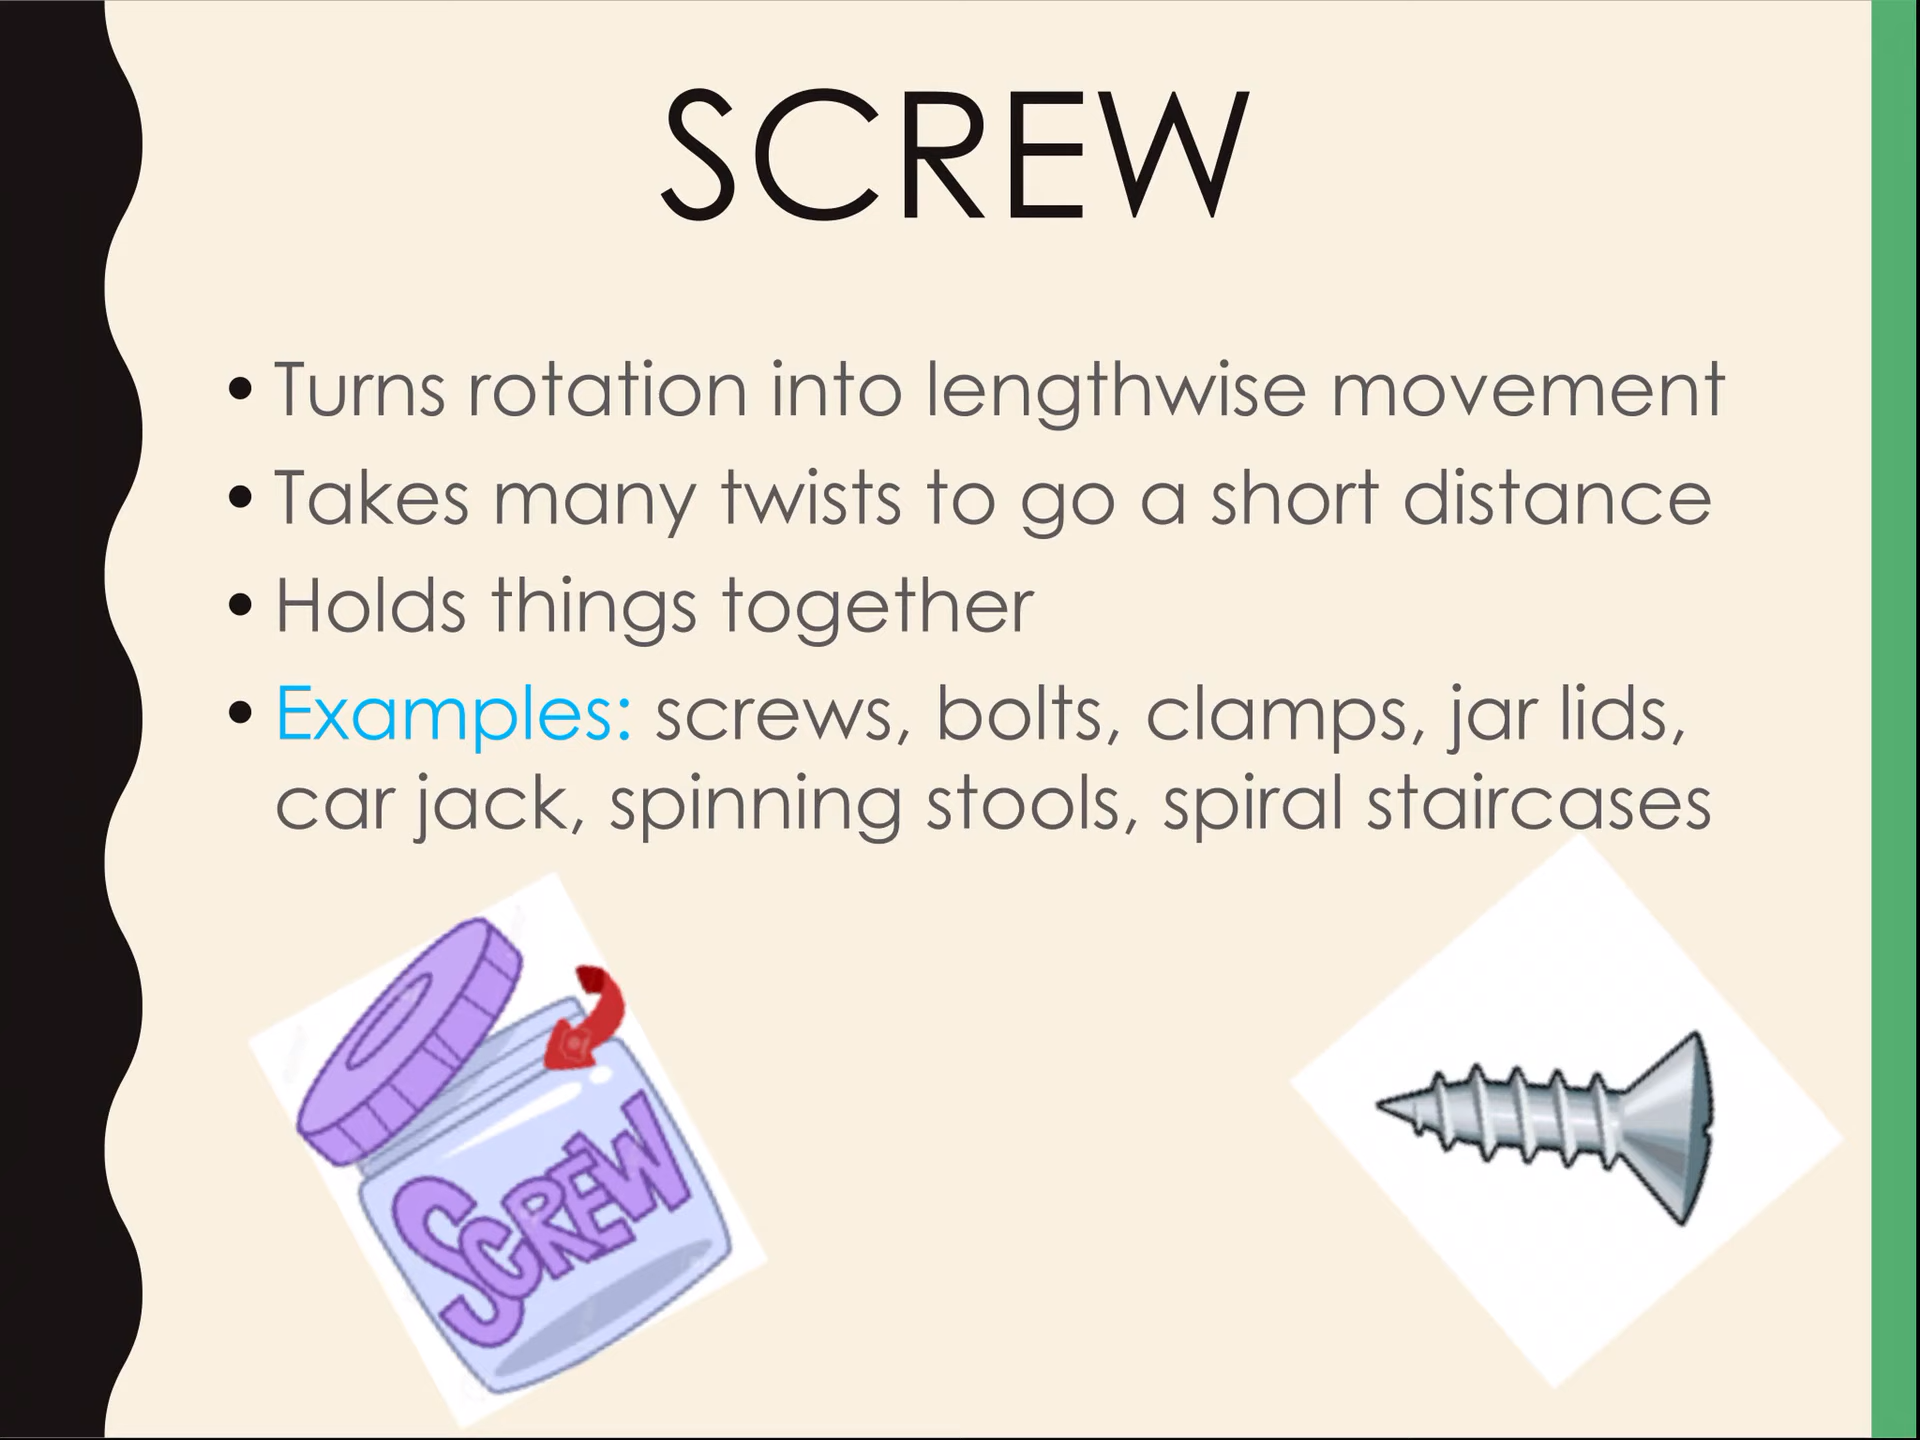 SCREW
• Turns rotation into lengthwise movement
• Takes many twists to go a short distance
• Holds things together
• Examples: screws, bolts, clamps, jar lids,
car jack, spinning stools, spiral staircases
SCREW